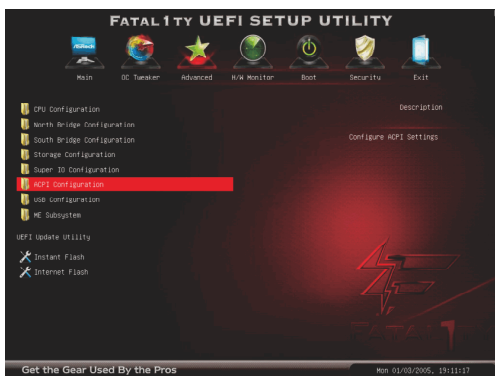 FATAL1TY UEFI SETUP UTILITY
ASRock
Main OC Tweaker Advanced H/W Monitor Boot Security Exit
CPU Configuration
North Bridge Configuration
South Bridge Configuration
Storage Configuration
Super IO Configuration
ACPI Configuration
USB Configuration
ME Subsystem
UEFI Update Utility
Instant Flash
Internet Flash
Description
Configure ACPI Settings
Get the Gear Used By the Pros
Mon 01/03/2005, 19:11:17